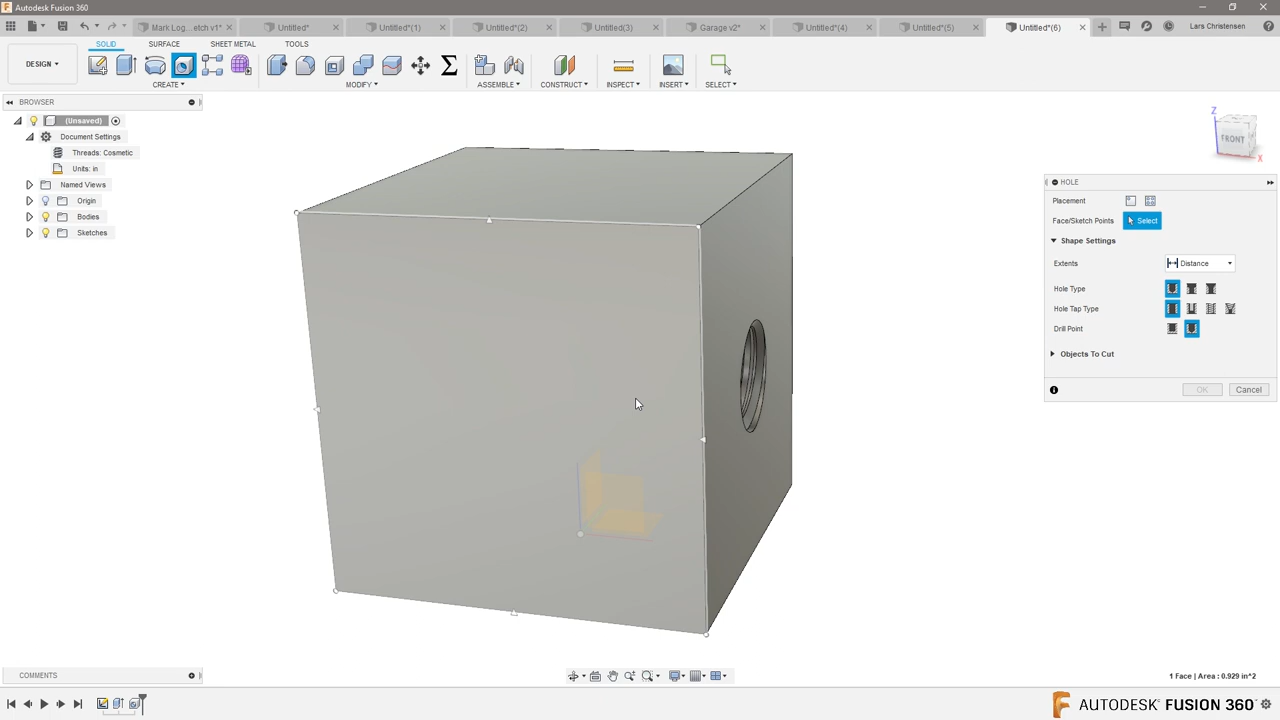 Autodesk Fusion 360
Mark Log...etch v1*
Untitled*
Untitled*(1)
Untitled*(2)
Untitled(3)
Garage v2*
Untitled*(4)
Untitled*(5)
Untitled*(6)
Lars Christensen
DESIGN
SOLID
SURFACE
SHEET METAL
TOOLS
CREATE
MODIFY
ASSEMBLE
CONSTRUCT
INSPECT
INSERT
SELECT
BROWSER
(Unsaved)
Document Settings
Threads: Cosmetic
Units: in
Named Views
Origin
Bodies
Sketches
Z
FRONT
X
HOLE
Placement
Face/Sketch Points
Select
Shape Settings
Extents
Distance
Hole Type
Hole Tap Type
Drill Point
Objects To Cut
OK
Cancel
COMMENTS
1 Face | Area : 0.929 in^2
AUTODESK FUSION 360